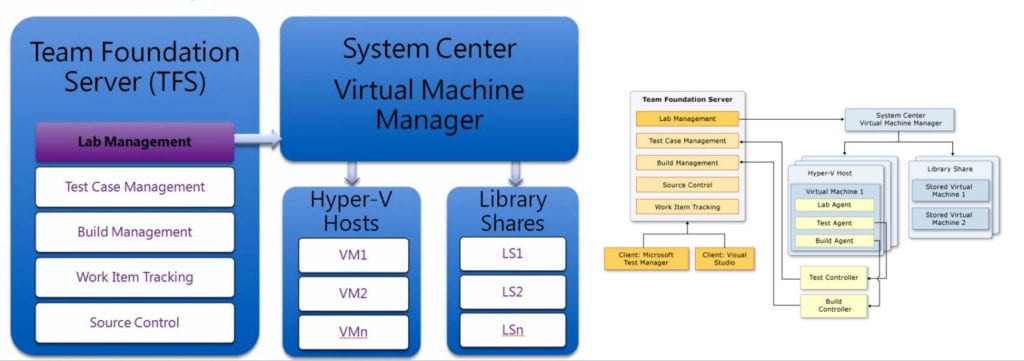 Team Foundation
Server (TFS)
Lab Management
Test Case Management
Build Management
Work Item Tracking
Source Control
System Center
Virtual Machine
Manager
Hyper-V
Hosts
VM1
VM2
VMn
Library
Shares
LS1
LS2
LSn
Team Foundation Server
Lab Management
Test Case Management
Build Management
Source Control
Work Item Tracking
Client: Microsoft
Test Manager
Client: Visual
Studio
System Center
Virtual Machine Manager
Hyper-V Host
Virtual Machine 1
Lab Agent
Test Agent
Build Agent
Library Share
Stored Virtual
Machine 1
Stored Virtual
Machine 2
Test Controller
Build
Controller